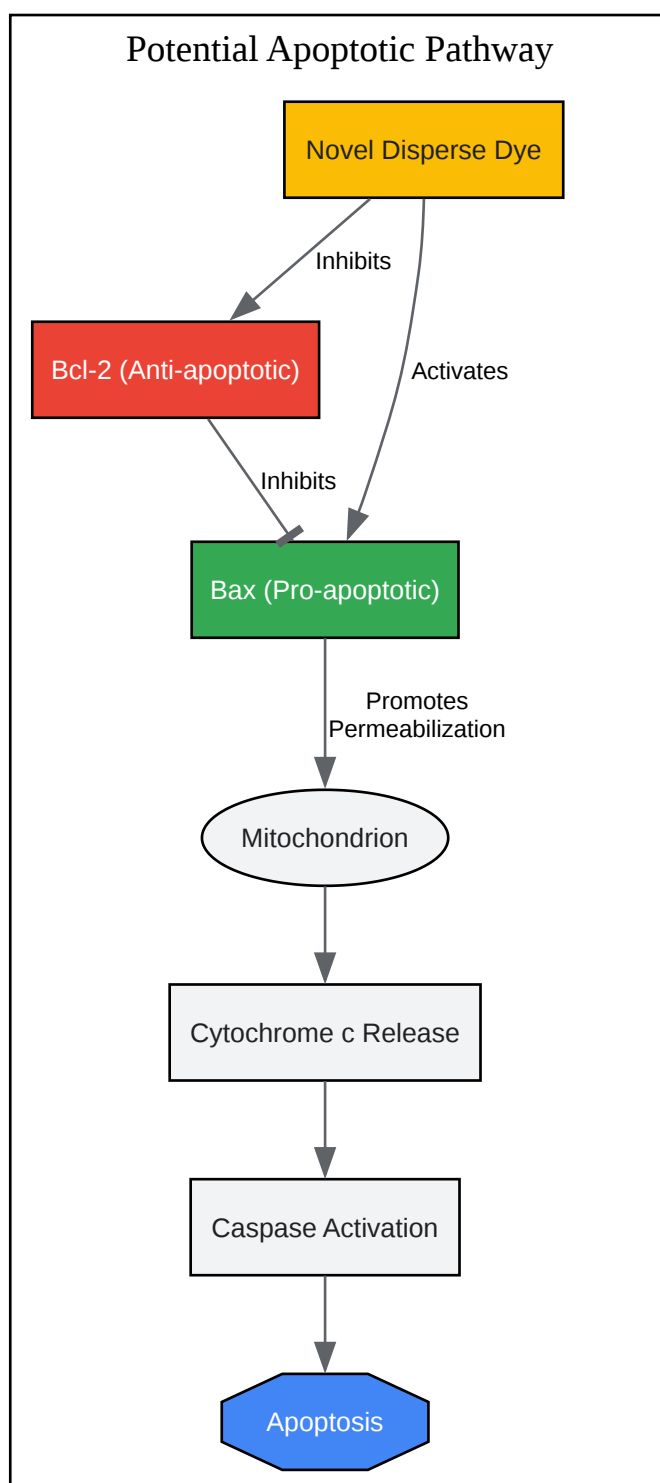 Potential Apoptotic Pathway
Novel Disperse Dye
Inhibits
Bcl-2 (Anti-apoptotic)
Activates
Inhibits
Bax (Pro-apoptotic)
Promotes
Permeabilization
Mitochondrion
Cytochrome c Release
Caspase Activation
Apoptosis